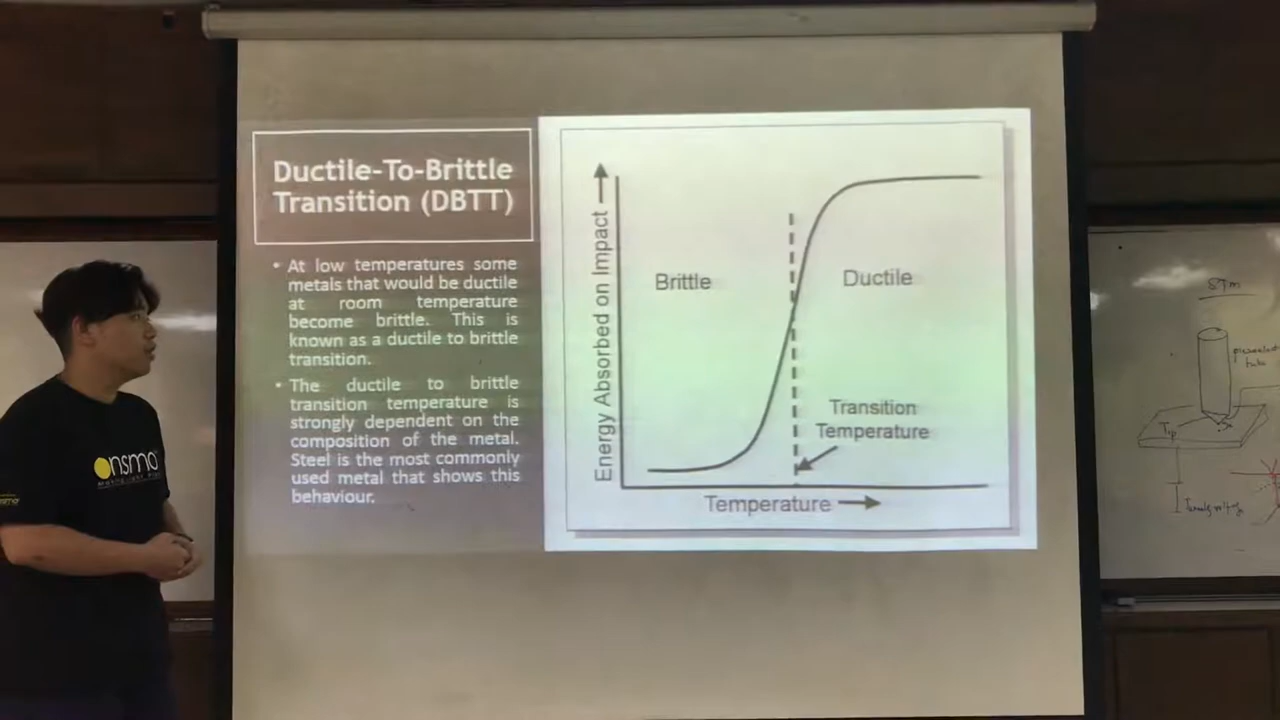 Ductile-To-Brittle
Transition (DBTT)
• At low temperatures some
metals that would be ductile
at room temperature
become brittle. This is
known as a ductile to brittle
transition.
• The ductile to brittle
transition temperature is
strongly dependent on the
composition of the metal.
Steel is the most commonly
used metal that shows this
behaviour.
Energy Absorbed on Impact
Brittle
Ductile
Transition
Temperature
Temperature
onsmo
STM
Tip
tube